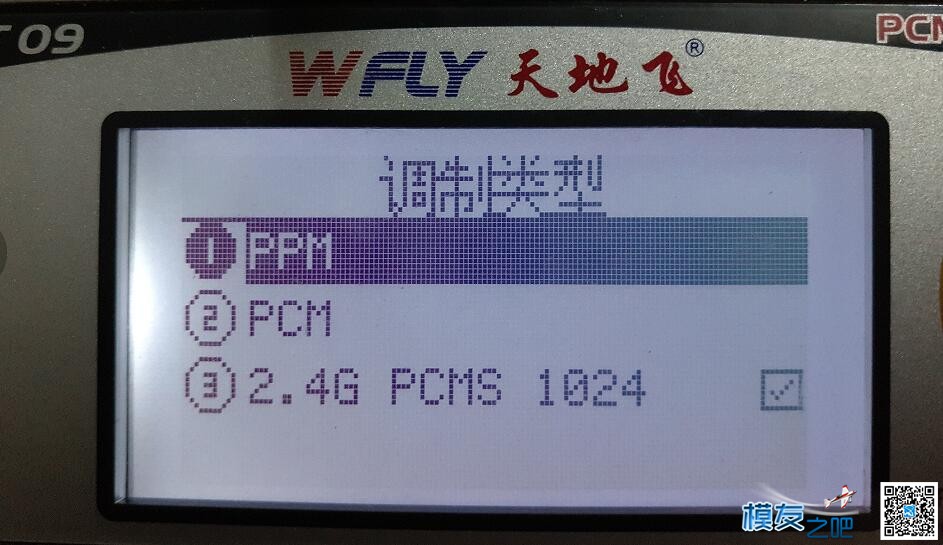 T 09
PCM
WFLY 天地飞®
调制类型
1 PPM
2 PCM
3 2.4G PCMS 1024
模友之吧